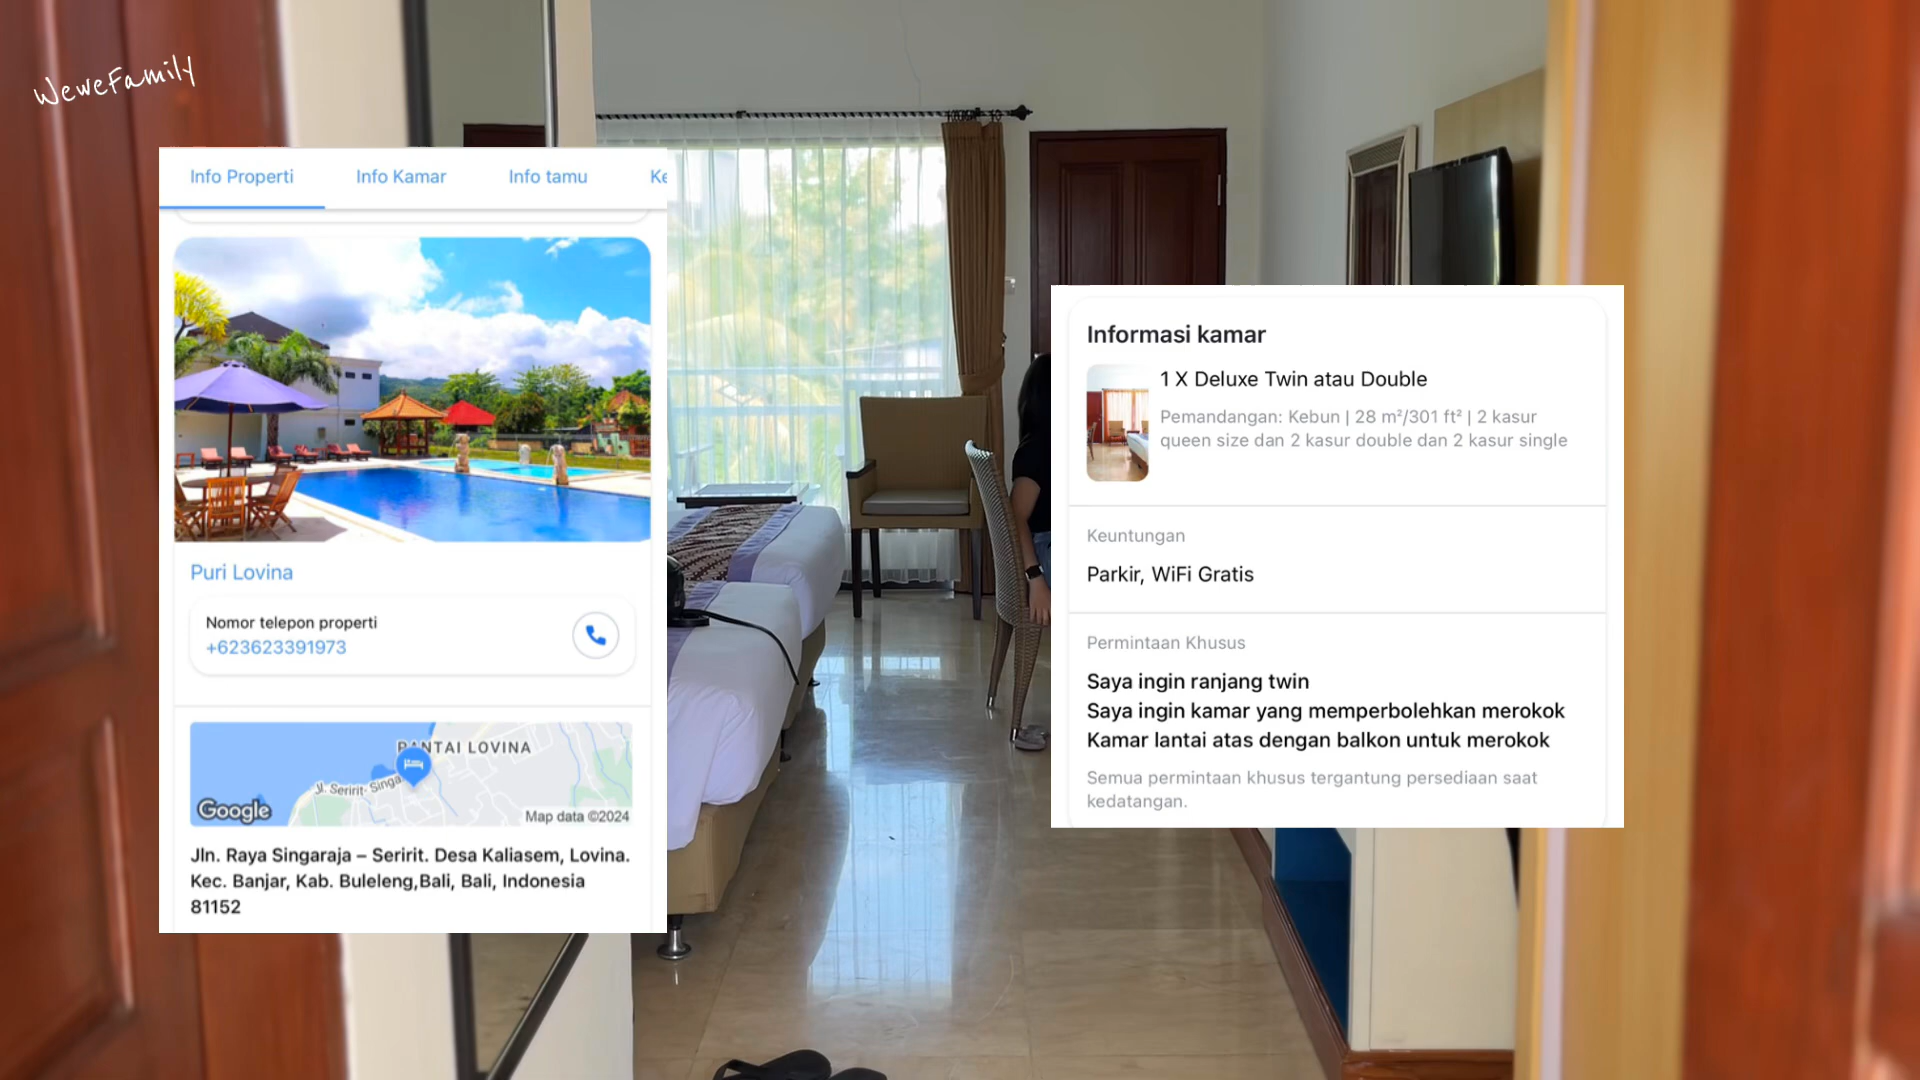 WeweFamily
Info Properti
Info Kamar
Info tamu
Ke
Puri Lovina
Nomor telepon properti
+623623391973
PANTAI LOVINA
Jl. Seririt- Singa
Google
Map data ©2024
Jln. Raya Singaraja – Seririt. Desa Kaliasem, Lovina.
Kec. Banjar, Kab. Buleleng,Bali, Bali, Indonesia
81152
Informasi kamar
1 X Deluxe Twin atau Double
Pemandangan: Kebun | 28 m²/301 ft² | 2 kasur
queen size dan 2 kasur double dan 2 kasur single
Keuntungan
Parkir, WiFi Gratis
Permintaan Khusus
Saya ingin ranjang twin
Saya ingin kamar yang memperbolehkan merokok
Kamar lantai atas dengan balkon untuk merokok
Semua permintaan khusus tergantung persediaan saat
kedatangan.